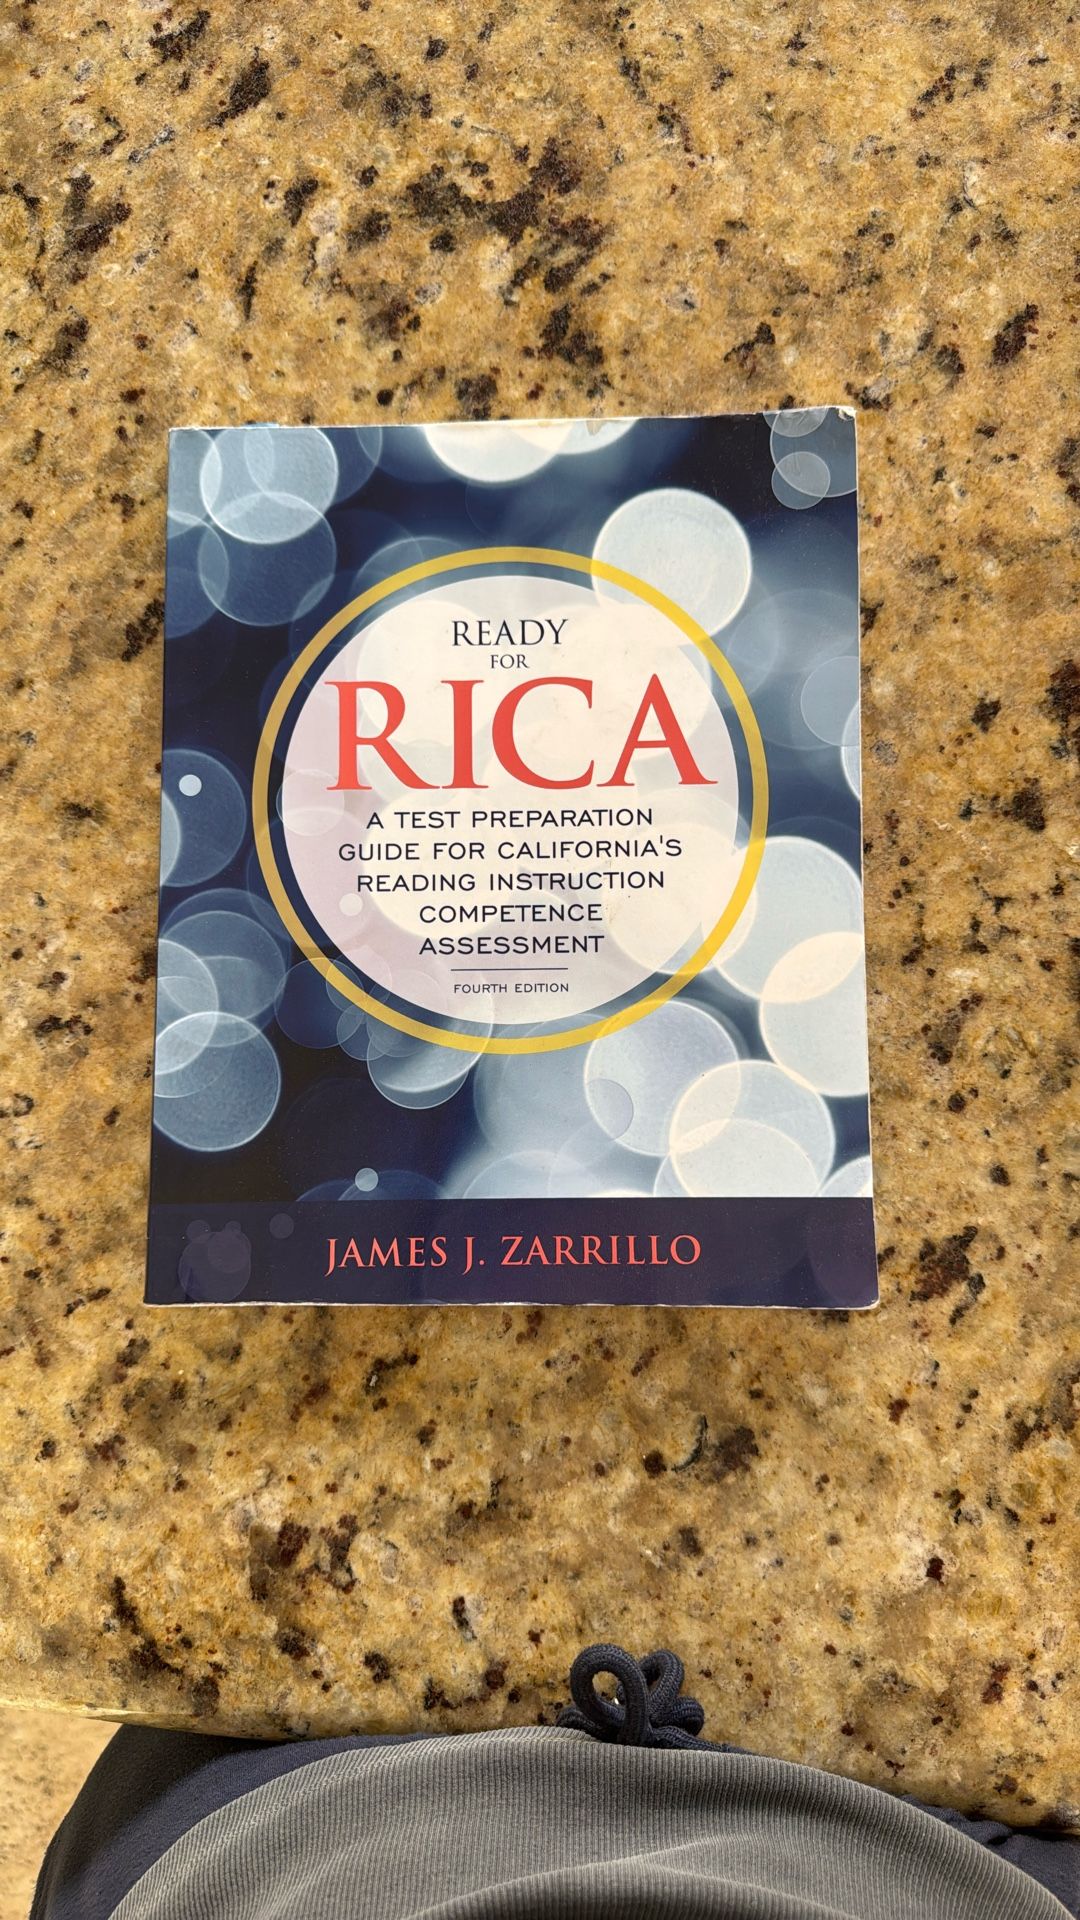 READY
FOR
RICA
A TEST PREPARATION
GUIDE FOR CALIFORNIA'S
READING INSTRUCTION
COMPETENCE
ASSESSMENT
FOURTH EDITION
JAMES J. ZARRILLO